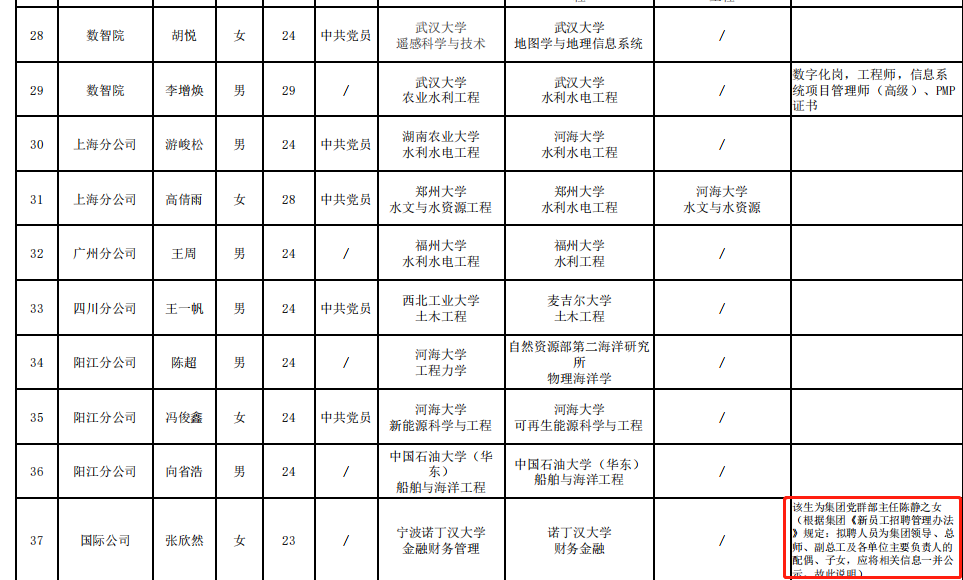 28 数智院 胡悦 女 24 中共党员 武汉大学 武汉大学 /
遥感科学与技术 地图学与地理信息系统
29 数智院 李增焕 男 29 / 武汉大学 武汉大学 / 数字化岗，工程师，信息系
农业水利工程 水利水电工程 统项目管理师（高级）、PMP
证书
30 上海分公司 游峻松 男 24 中共党员 湖南农业大学 河海大学 /
水利水电工程 水利水电工程
31 上海分公司 高倩雨 女 28 中共党员 郑州大学 郑州大学 河海大学
水文与水资源工程 水利水电工程 水文与水资源
32 广州分公司 王周 男 24 / 福州大学 福州大学 /
水利水电工程 水利工程
33 四川分公司 王一帆 男 24 中共党员 西北工业大学 麦吉尔大学 /
土木工程 土木工程
34 阳江分公司 陈超 男 24 / 河海大学 自然资源部第二海洋研究 /
工程力学 所
物理海洋学
35 阳江分公司 冯俊鑫 女 24 中共党员 河海大学 河海大学 /
新能源科学与工程 可再生能源科学与工程
36 阳江分公司 向省浩 男 24 / 中国石油大学（华 中国石油大学（华东） /
东） 船舶与海洋工程
船舶与海洋工程
37 国际公司 张欣然 女 23 / 宁波诺丁汉大学 诺丁汉大学 /
金融财务管理 财务金融
该生为集团党群部主任陈静之女
（根据集团《新员工招聘管理办法
》规定：拟聘人员为集团领导、总
师、副总工及各单位主要负责人的
配偶、子女，应将相关信息一并公
示，故此说明）